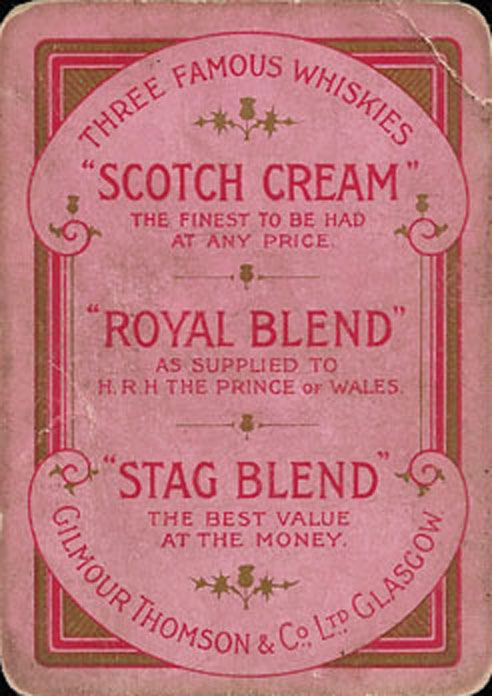 THREE FAMOUS WHISKIES
"SCOTCH CREAM"
THE FINEST TO BE HAD
AT ANY PRICE.
"ROYAL BLEND"
AS SUPPLIED TO
H.R.H THE PRINCE OF WALES.
"STAG BLEND"
THE BEST VALUE
AT THE MONEY.
GILMOUR THOMSON & Co., LTD GLASGOW